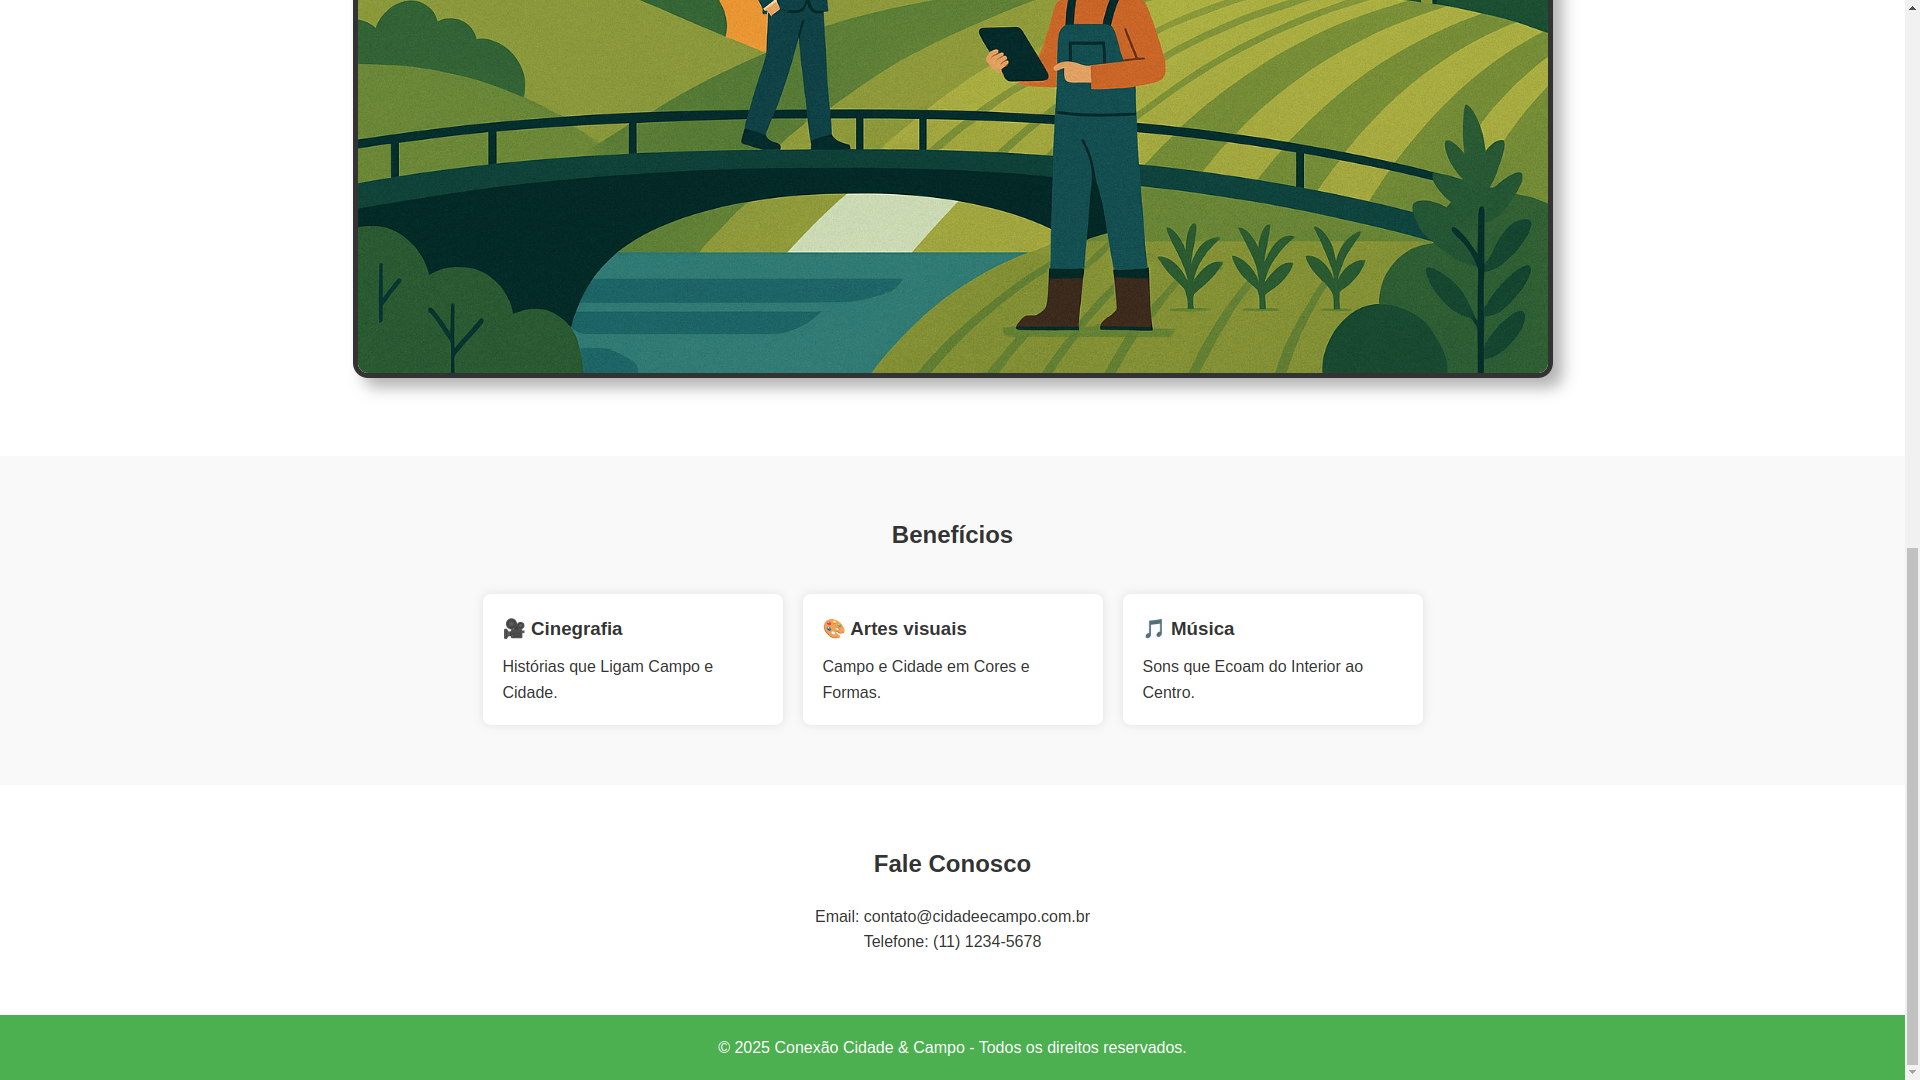 Benefícios
🎥 Cinegrafia
Histórias que Ligam Campo e
Cidade.
🎨 Artes visuais
Campo e Cidade em Cores e
Formas.
🎵 Música
Sons que Ecoam do Interior ao
Centro.
Fale Conosco
Email: contato@cidadeecampo.com.br
Telefone: (11) 1234-5678
© 2025 Conexão Cidade & Campo - Todos os direitos reservados.